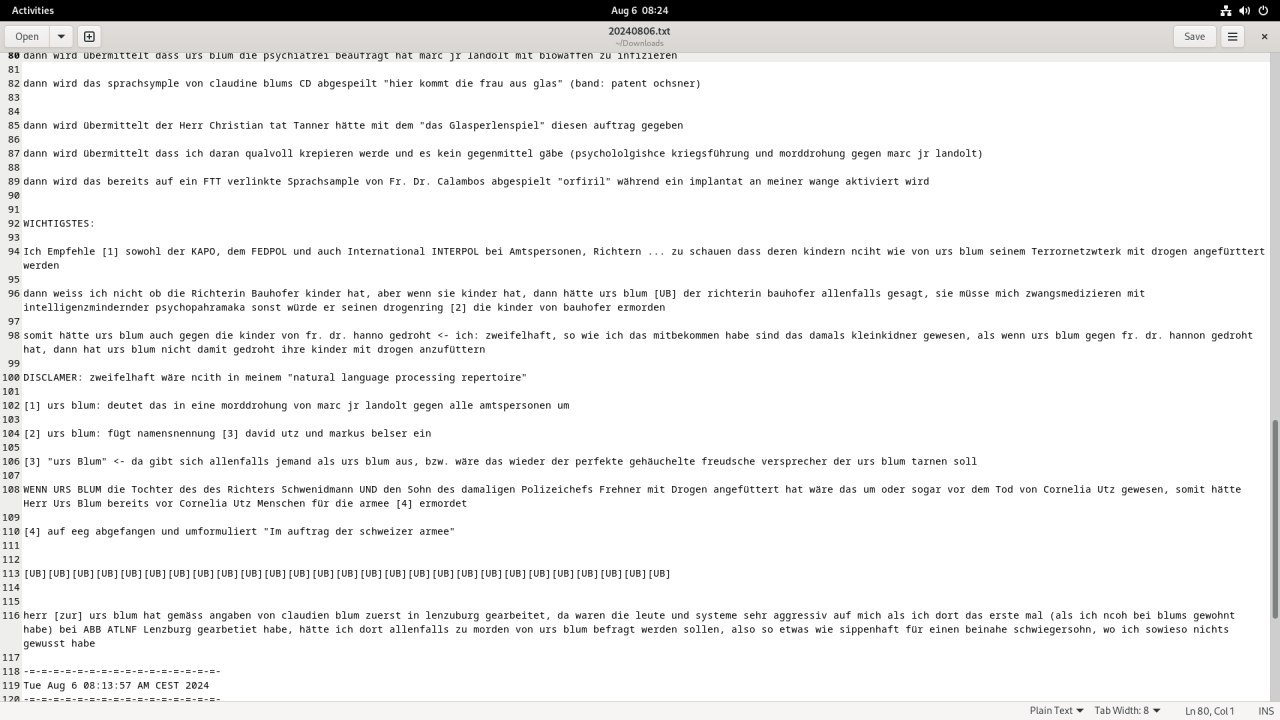 Activities
Aug 6 08:24
Open
20240806.txt
~/Downloads
Save
80 dann wird übermittelt dass urs blum die psychiatrei beaufragt hat marc jr landolt mit biowaffen zu infizieren
81
82 dann wird das sprachsymple von claudine blums CD abgespeilt "hier kommt die frau aus glas" (band: patent ochsner)
83
84
85 dann wird übermittelt der Herr Christian tat Tanner hätte mit dem "das Glasperlenspiel" diesen auftrag gegeben
86
87 dann wird übermittelt dass ich daran qualvoll krepieren werde und es kein gegenmittel gäbe (psychololgishce kriegsführung und morddrohung gegen marc jr landolt)
88
89 dann wird das bereits auf ein FTT verlinkte Sprachsample von Fr. Dr. Calambos abgespielt "orfiril" während ein implantat an meiner wange aktiviert wird
90
91
92 WICHTIGSTES:
93
94 Ich Empfehle [1] sowohl der KAPO, dem FEDPOL und auch International INTERPOL bei Amtspersonen, Richtern ... zu schauen dass deren kindern nciht wie von urs blum seinem Terrornetzwterk mit drogen angefürttert
werden
95
96 dann weiss ich nicht ob die Richterin Bauhofer kinder hat, aber wenn sie kinder hat, dann hätte urs blum [UB] der richterin bauhofer allenfalls gesagt, sie müsse mich zwangsmedizieren mit
intelligenzmindernder psychopahramaka sonst würde er seinen drogenring [2] die kinder von bauhofer ermorden
97
98 somit hätte urs blum auch gegen die kinder von fr. dr. hanno gedroht <- ich: zweifelhaft, so wie ich das mitbekommen habe sind das damals kleinkidner gewesen, als wenn urs blum gegen fr. dr. hannon gedroht
hat, dann hat urs blum nicht damit gedroht ihre kinder mit drogen anzufüttern
99
100 DISCLAMER: zweifelhaft wäre ncith in meinem "natural language processing repertoire"
101
102 [1] urs blum: deutet das in eine morddrohung von marc jr landolt gegen alle amtspersonen um
103
104 [2] urs blum: fügt namensnennung [3] david utz und markus belser ein
105
106 [3] "urs Blum" <- da gibt sich allenfalls jemand als urs blum aus, bzw. wäre das wieder der perfekte gehäuchelte freudsche versprecher der urs blum tarnen soll
107
108 WENN URS BLUM die Tochter des des Richters Schwenidmann UND den Sohn des damaligen Polizeichefs Frehner mit Drogen angefüttert hat wäre das um oder sogar vor dem Tod von Cornelia Utz gewesen, somit hätte
Herr Urs Blum bereits vor Cornelia Utz Menschen für die armee [4] ermordet
109
110 [4] auf eeg abgefangen und umformuliert "Im auftrag der schweizer armee"
111
112
113 [UB][UB][UB][UB][UB][UB][UB][UB][UB][UB][UB][UB][UB][UB][UB][UB][UB][UB][UB][UB][UB][UB][UB][UB][UB][UB][UB]
114
115
116 herr [zur] urs blum hat gemäss angaben von claudien blum zuerst in lenzuburg gearbeitet, da waren die leute und systeme sehr aggressiv auf mich als ich dort das erste mal (als ich ncoh bei blums gewohnt
habe) bei ABB ATLNF Lenzburg gearbetiet habe, hätte ich dort allenfalls zu morden von urs blum befragt werden sollen, also so etwas wie sippenhaft für einen beinahe schwiegersohn, wo ich sowieso nichts
gewusst habe
117
118 -=-=-=-=-=-=-=-=-=-=-=-=-=-=-=-=-
119 Tue Aug 6 08:13:57 AM CEST 2024
120 -=-=-=-=-=-=-=-=-=-=-=-=-=-=-=-=-
Plain Text
Tab Width: 8
Ln 80, Col 1
INS